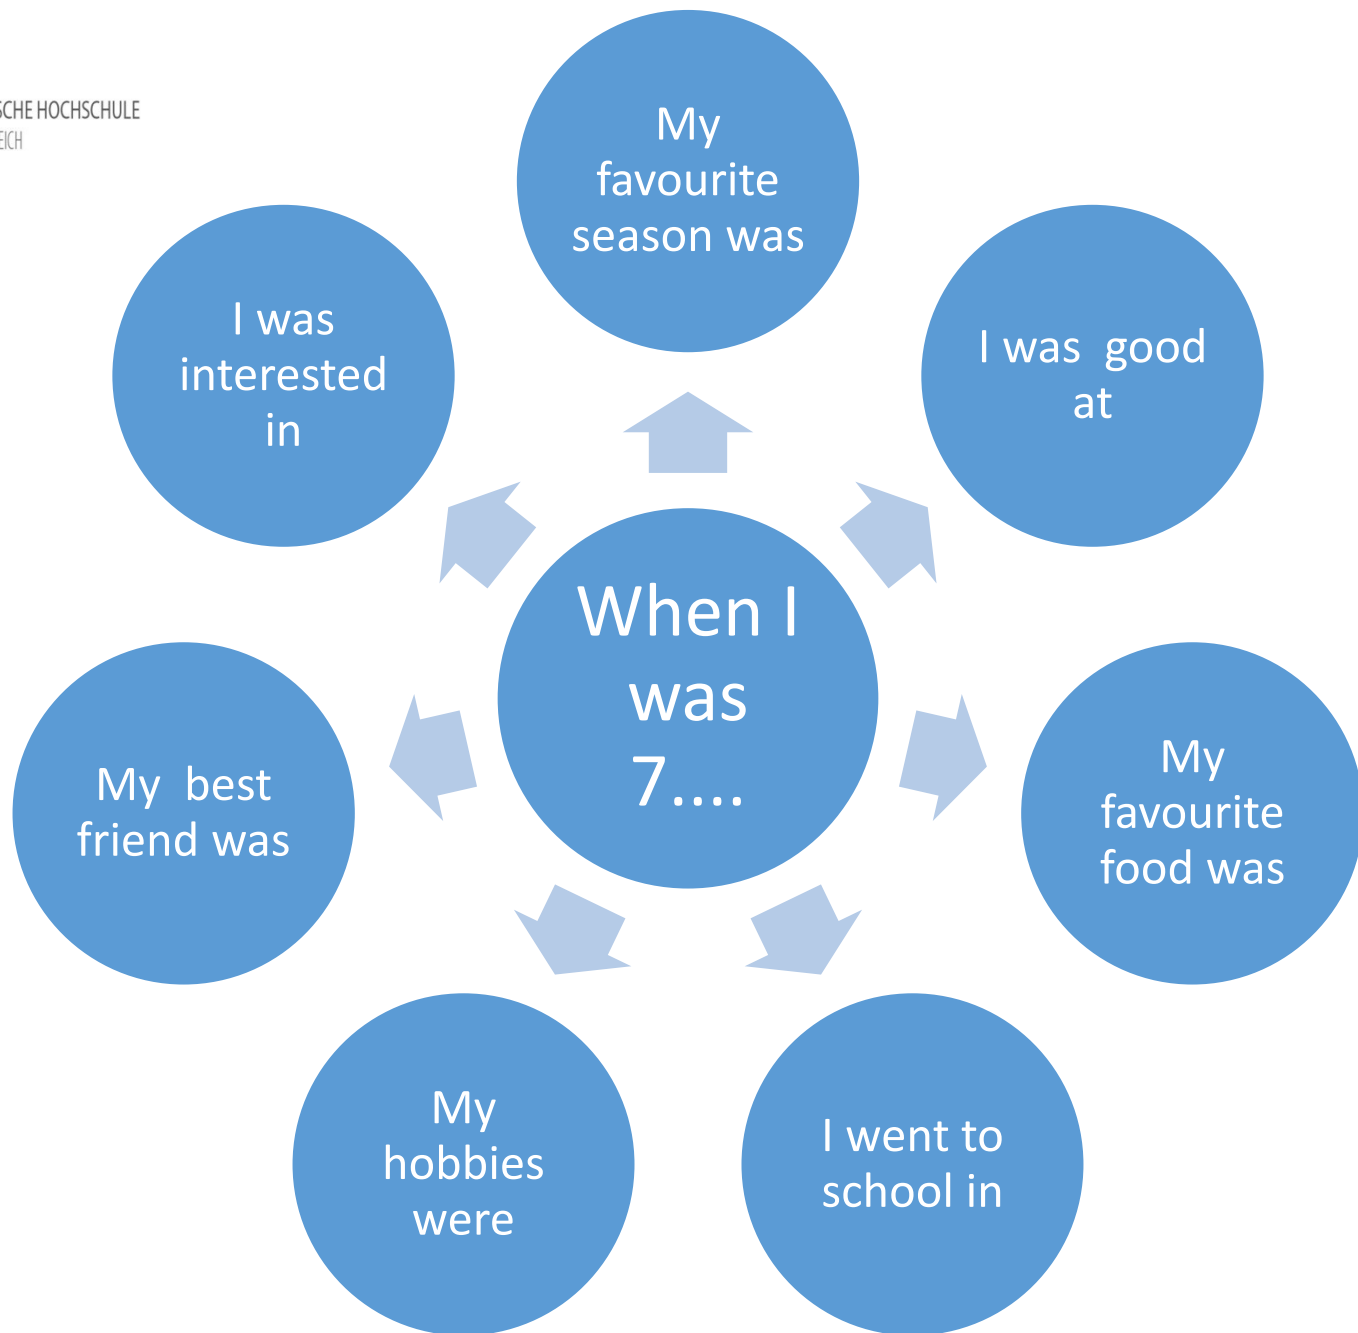 SCHE HOCHSCHULE
EICH
My
favourite
season was
I was good
at
My
favourite
food was
I went to
school in
My
hobbies
were
My best
friend was
I was
interested
in
When I
was
7....